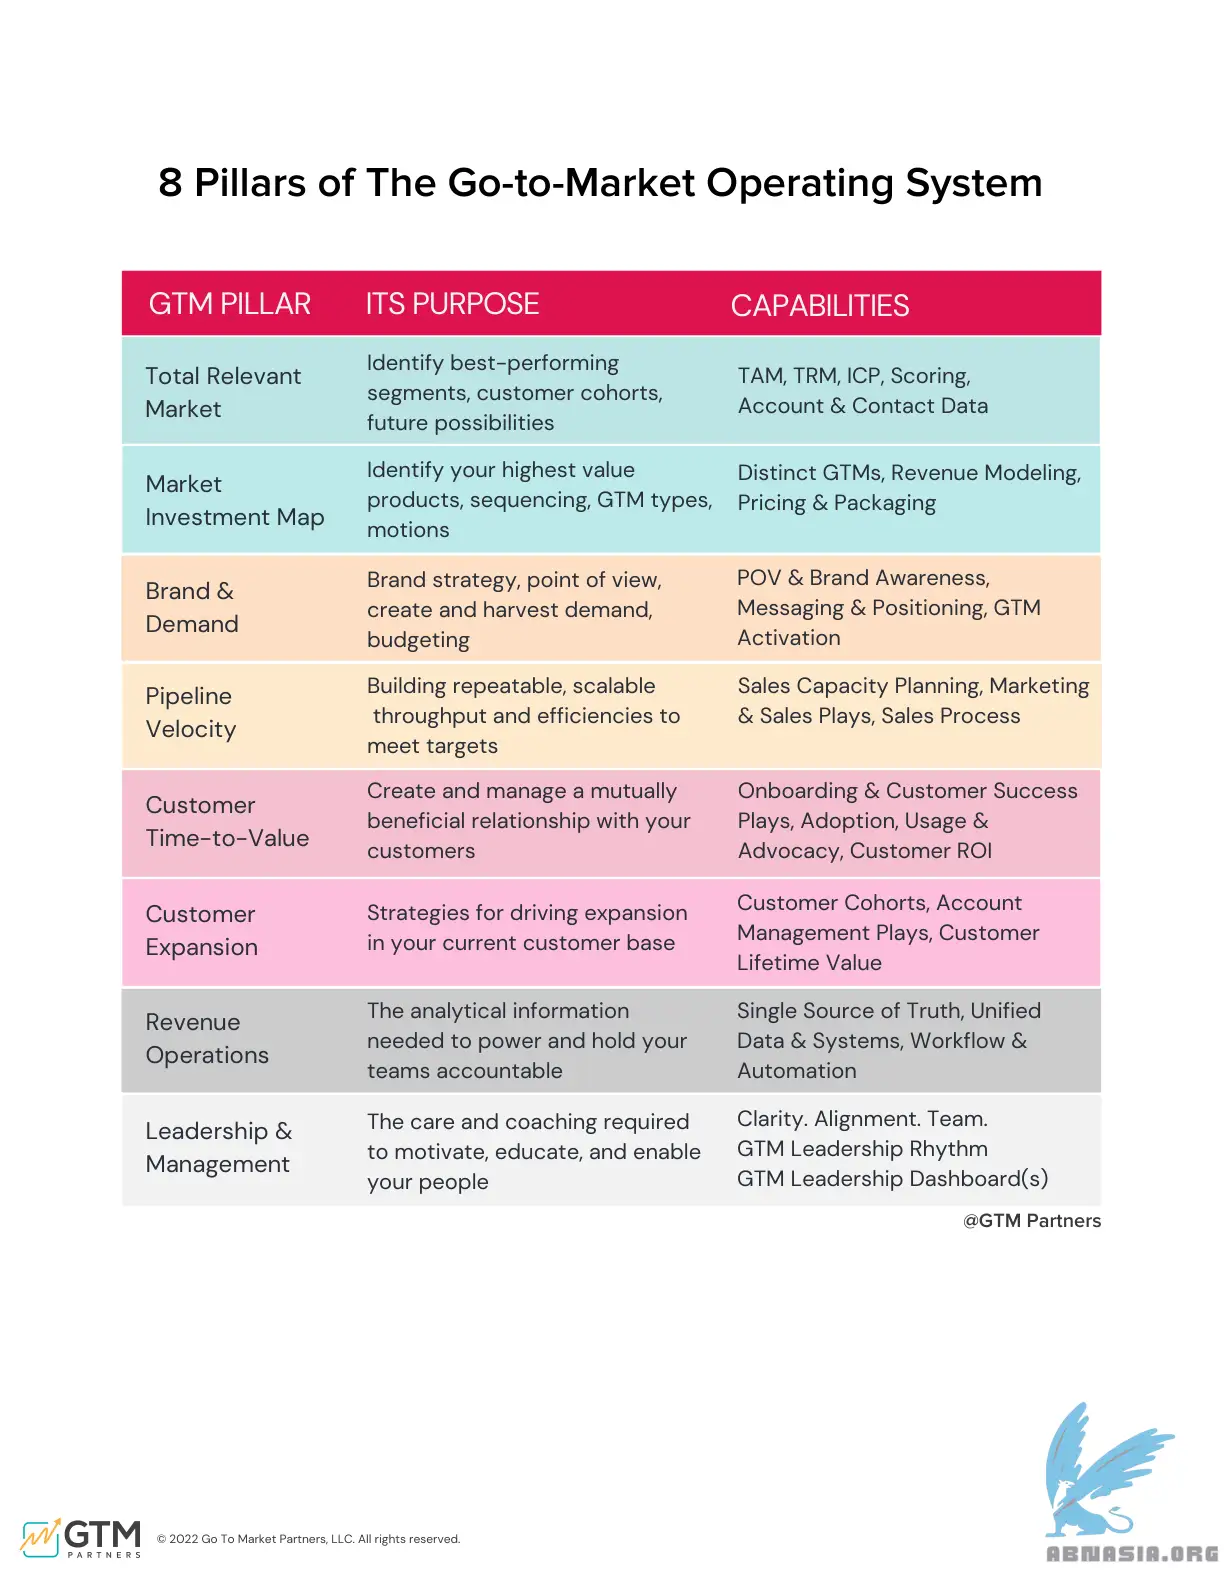 8 Pillars of The Go-to-Market Operating System
GTM PILLAR
ITS PURPOSE
CAPABILITIES
Total Relevant
Market
Identify best-performing
segments, customer cohorts,
future possibilities
TAM, TRM, ICP, Scoring,
Account & Contact Data
Market
Investment Map
Identify your highest value
products, sequencing, GTM types,
motions
Distinct GTMs, Revenue Modeling,
Pricing & Packaging
Brand &
Demand
Brand strategy, point of view,
create and harvest demand,
budgeting
POV & Brand Awareness,
Messaging & Positioning, GTM
Activation
Pipeline
Velocity
Building repeatable, scalable
throughput and efficiencies to
meet targets
Sales Capacity Planning, Marketing
& Sales Plays, Sales Process
Customer
Time-to-Value
Create and manage a mutually
beneficial relationship with your
customers
Onboarding & Customer Success
Plays, Adoption, Usage &
Advocacy, Customer ROI
Customer
Expansion
Strategies for driving expansion
in your current customer base
Customer Cohorts, Account
Management Plays, Customer
Lifetime Value
Revenue
Operations
The analytical information
needed to power and hold your
teams accountable
Single Source of Truth, Unified
Data & Systems, Workflow &
Automation
Leadership &
Management
The care and coaching required
to motivate, educate, and enable
your people
Clarity. Alignment. Team.
GTM Leadership Rhythm
GTM Leadership Dashboard(s)
@GTM Partners
GTM
PARTNERS
© 2022 Go To Market Partners, LLC. All rights reserved.
ABNASIA.ORG